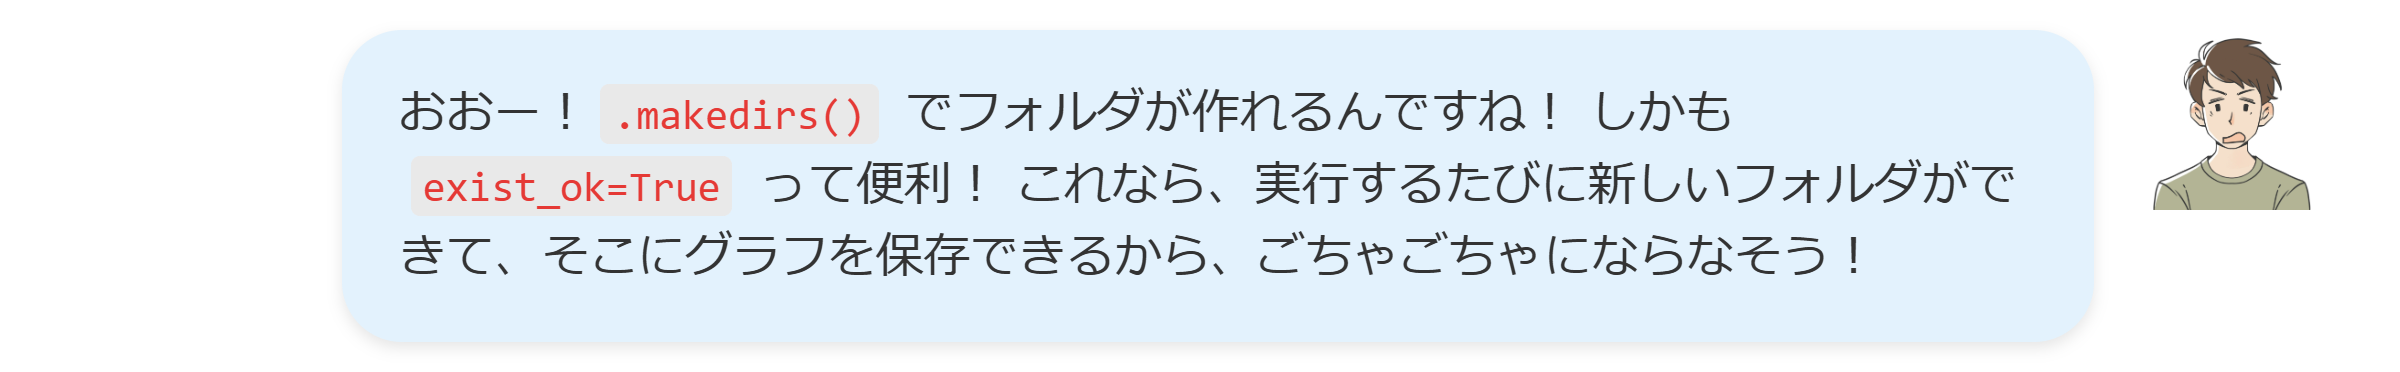 おおー！ .makedirs() でフォルダが作れるんですね！ しかも
exist_ok=True って便利！ これなら、実行するたびに新しいフォルダがで
きて、そこにグラフを保存できるから、ごちゃごちゃにならなそう！